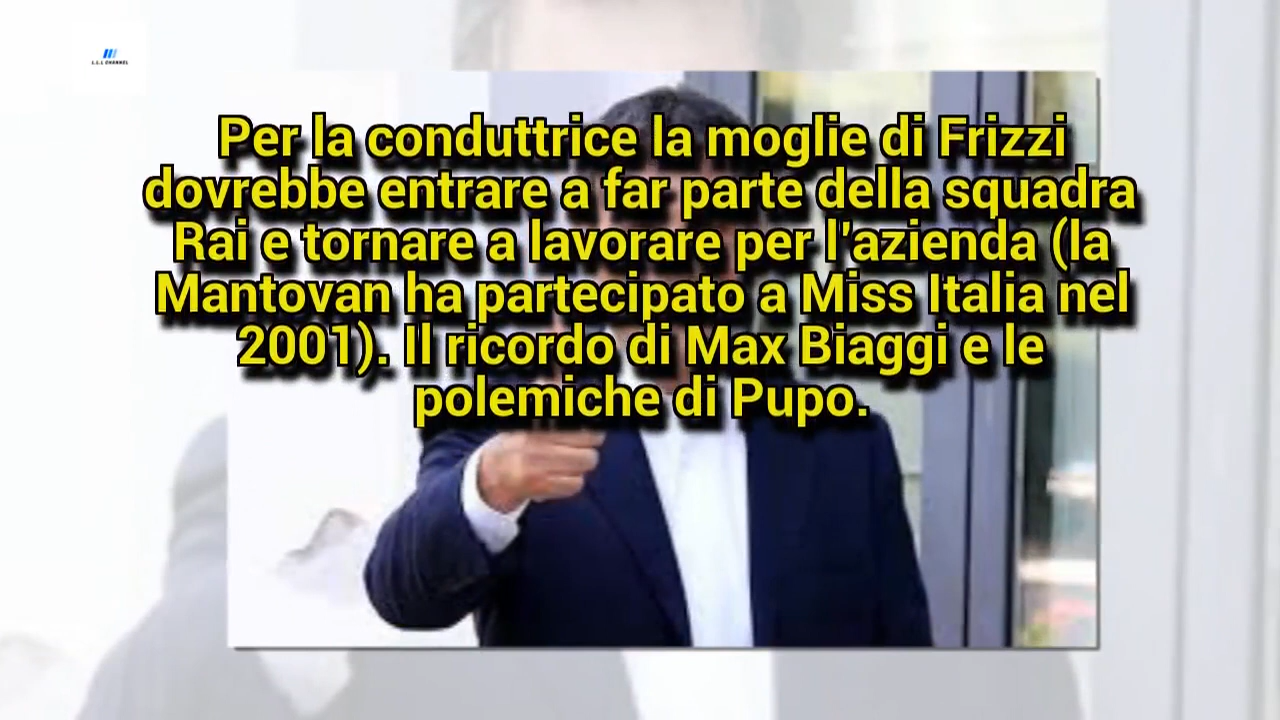 L.L.L CHANNEL
Per la conduttrice la moglie di Frizzi
dovrebbe entrare a far parte della squadra
Rai e tornare a lavorare per l'azienda (la
Mantovan ha partecipato a Miss Italia nel
2001). Il ricordo di Max Biaggi e le
polemiche di Pupo.